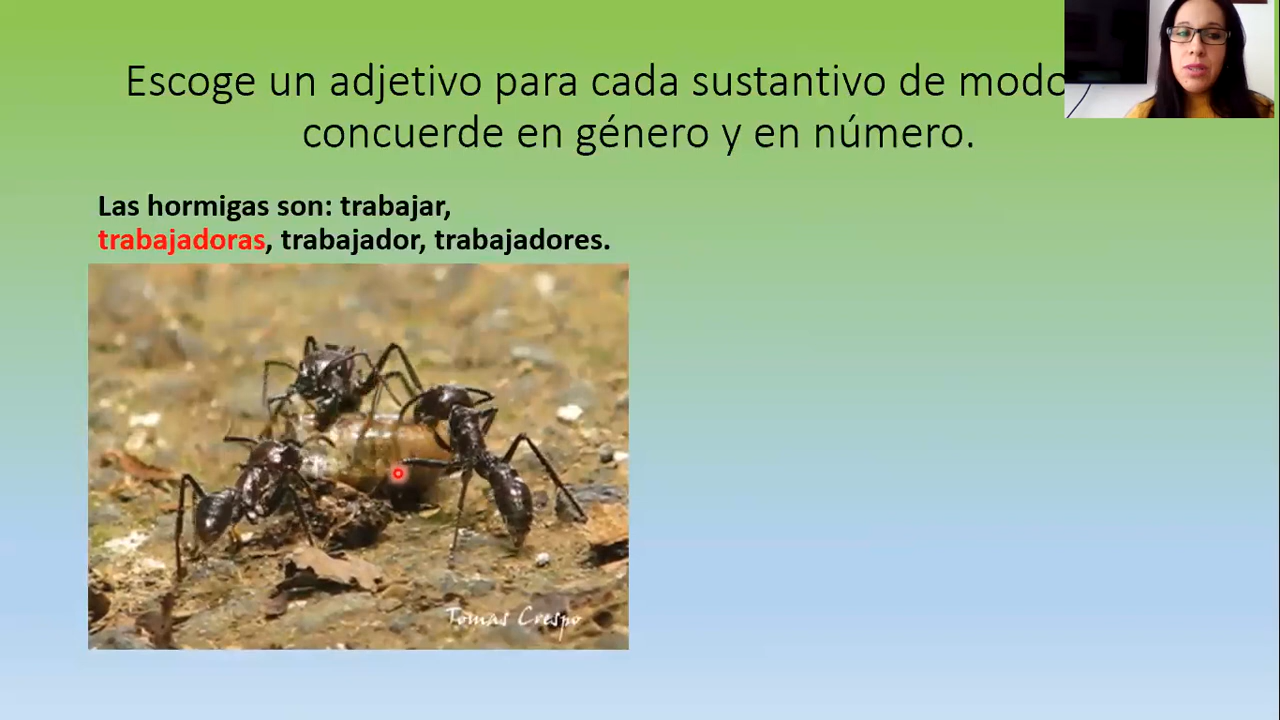 Escoge un adjetivo para cada sustantivo de modo
concuerde en género y en número.
Las hormigas son: trabajar,
trabajadoras, trabajador, trabajadores.
Tomas Crespo